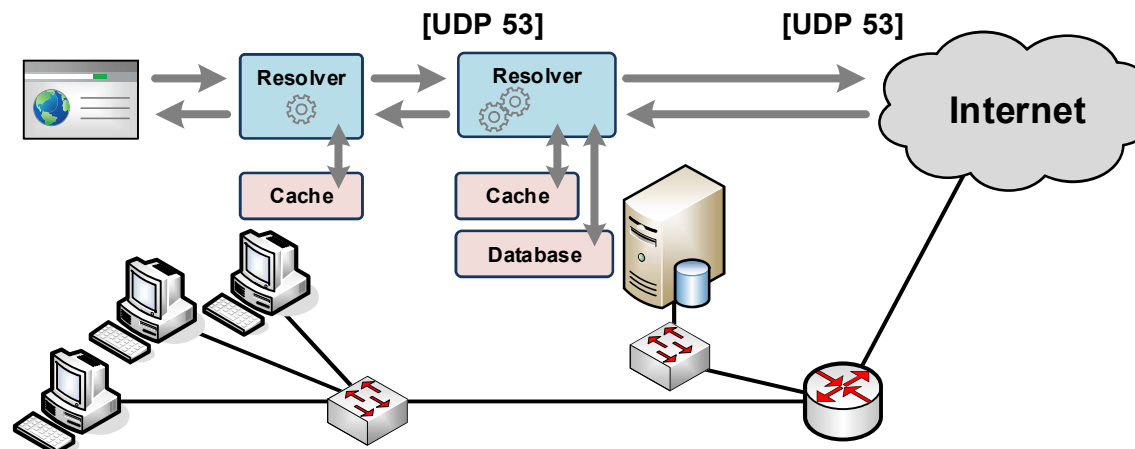 [UDP 53]
[UDP 53]
Resolver
Resolver
Internet
Cache
Cache
Database